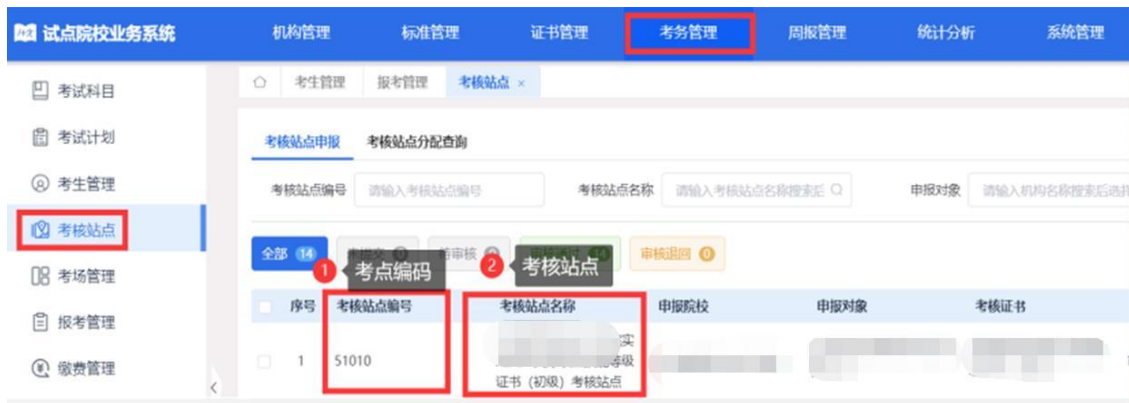 试点院校业务系统
机构管理
标准管理
证书管理
考务管理
周报管理
统计分析
系统管理
考试科目
考试计划
考生管理
考核站点
考场管理
报考管理
缴费管理
考生管理
报考管理
考核站点 ×
考核站点申报
考核站点分配查询
考核站点编号
请输入考核站点编号
考核站点名称
请输入考核站点名称搜索后
申报对象
请输入机构名称搜索后选择
全部 14
待审核
审核退回 0
1 考点编码
2 考核站点
序号
考核站点编号
考核站点名称
申报院校
申报对象
考核证书
1
51010
实
等级
证书（初级）考核站点